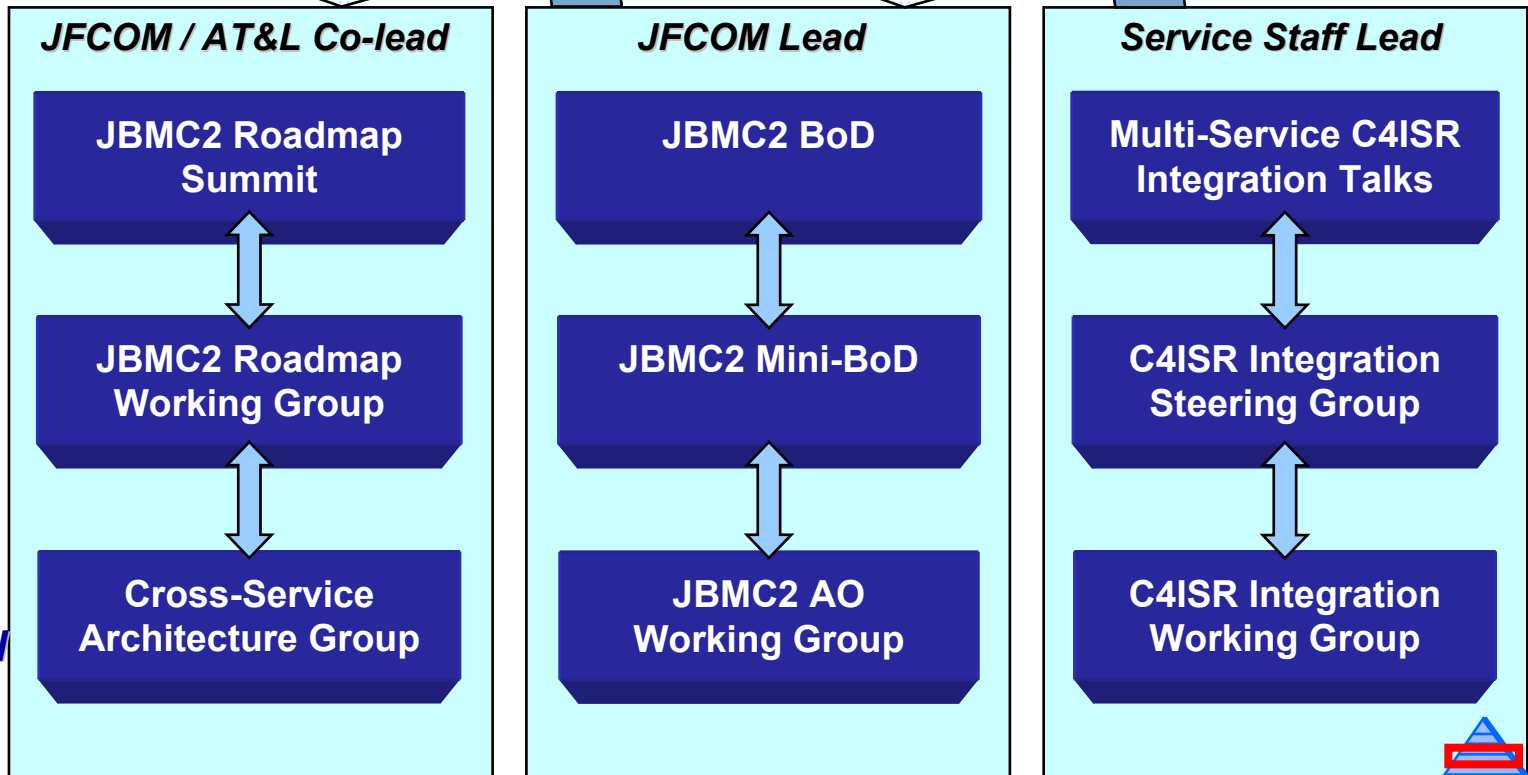 JFCOM / AT&L Co-lead
JBMC2 Roadmap
Summit
JBMC2 Roadmap
Working Group
Cross-Service
Architecture Group
JFCOM Lead
JBMC2 BoD
JBMC2 Mini-BoD
JBMC2 AO
Working Group
Service Staff Lead
Multi-Service C4ISR
Integration Talks
C4ISR Integration
Steering Group
C4ISR Integration
Working Group